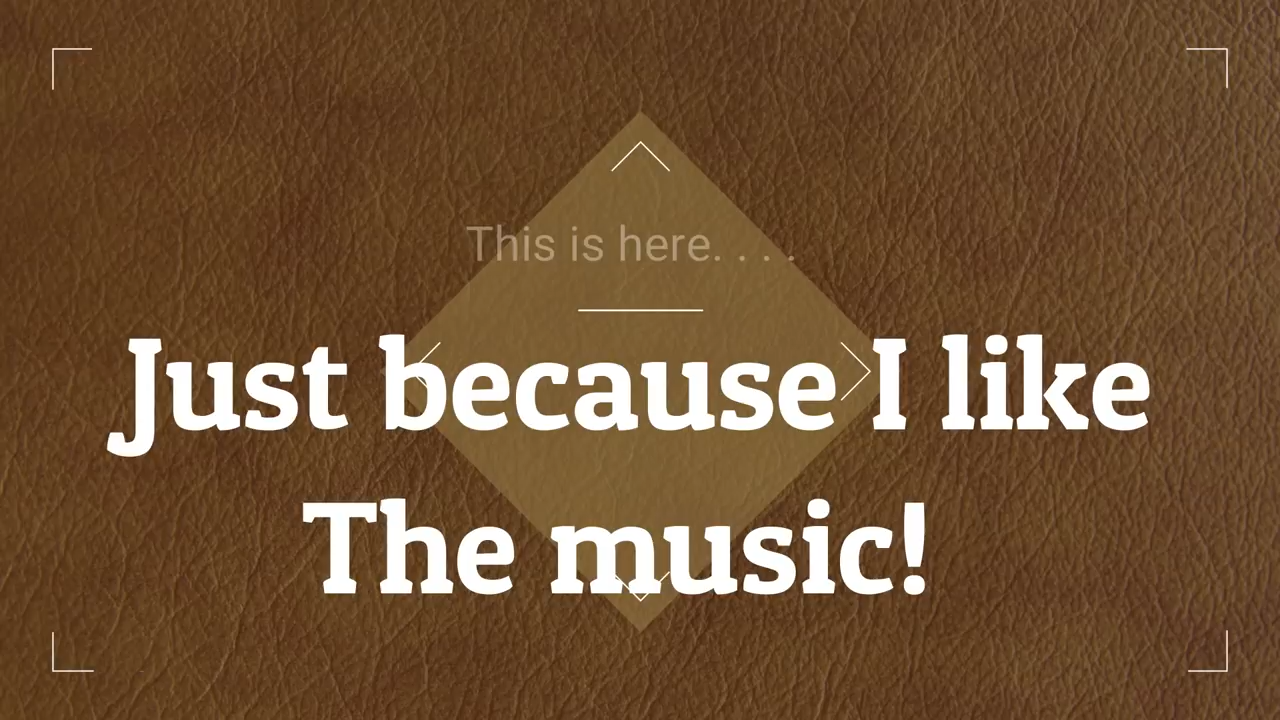 This is here. . . .
Just because I like
The music!